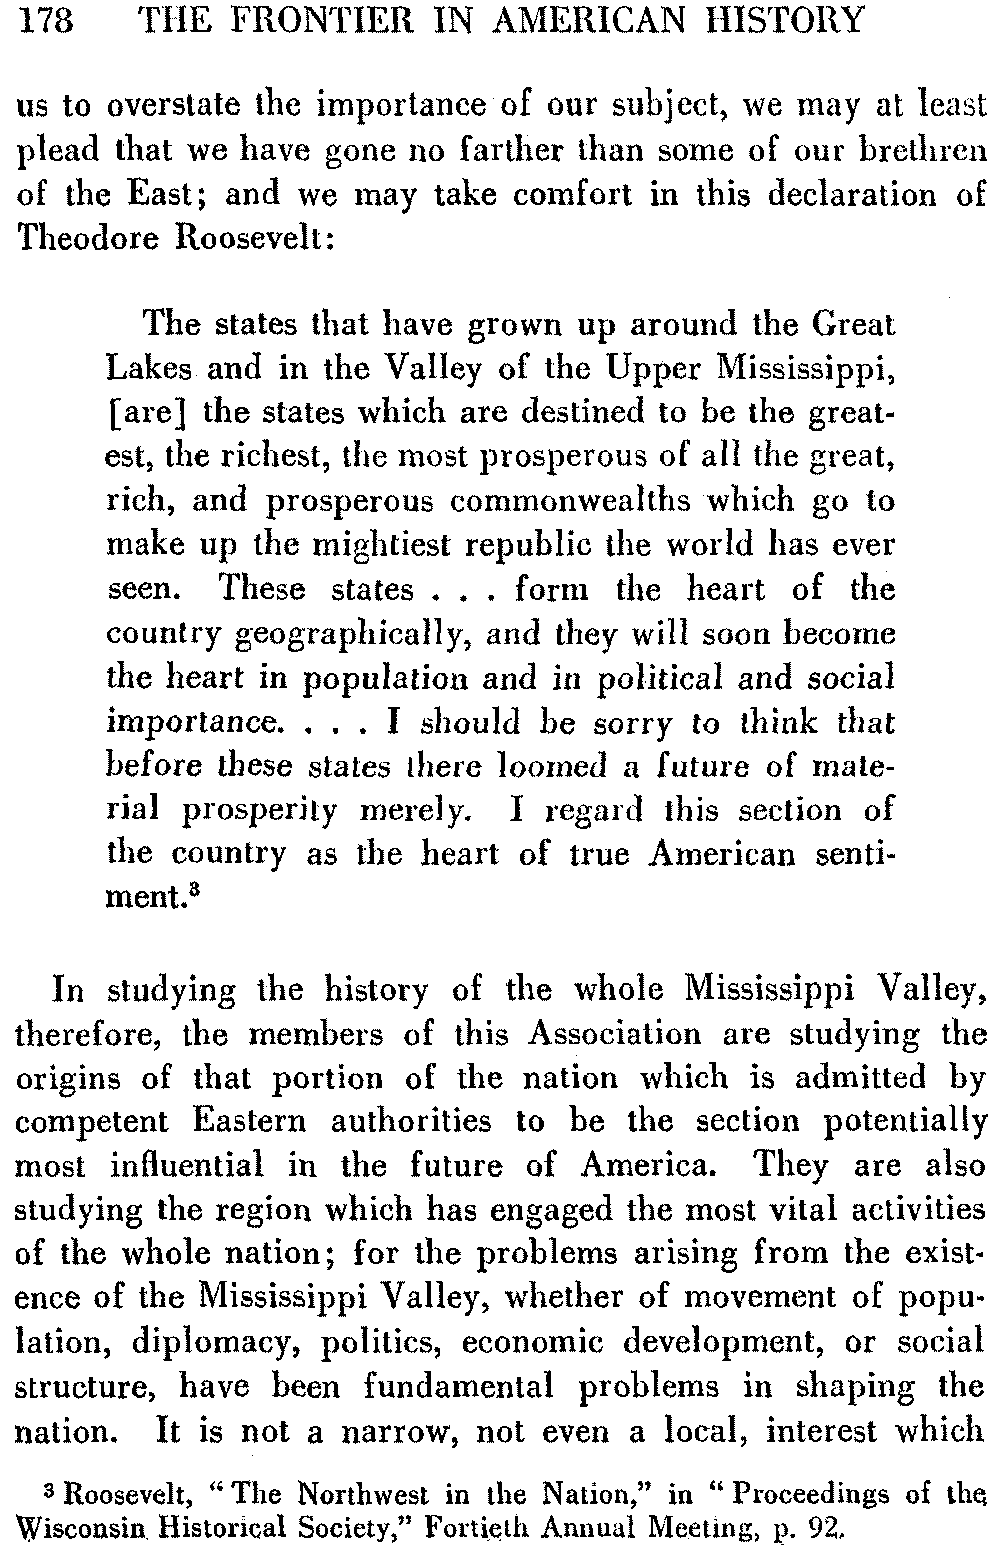 178 THE FRONTIER IN AMERICAN HISTORY
us to overstate the importance of our subject, we may at least
plead that we have gone no farther than some of our brethren
of the East; and we may take comfort in this declaration of
Theodore Roosevelt:
The states that have grown up around the Great
Lakes and in the Valley of the Upper Mississippi,
[are] the states which are destined to be the great-
est, the richest, the most prosperous of all the great,
rich, and prosperous commonwealths which go to
make up the mightiest republic the world has ever
seen. These states . . . form the heart of the
country geographically, and they will soon become
the heart in population and in political and social
importance. . . . I should be sorry to think that
before these states there loomed a future of mate-
rial prosperity merely. I regard this section of
the country as the heart of true American senti-
ment.³
In studying the history of the whole Mississippi Valley,
therefore, the members of this Association are studying the
origins of that portion of the nation which is admitted by
competent Eastern authorities to be the section potentially
most influential in the future of America. They are also
studying the region which has engaged the most vital activities
of the whole nation; for the problems arising from the exist-
ence of the Mississippi Valley, whether of movement of popu-
lation, diplomacy, politics, economic development, or social
structure, have been fundamental problems in shaping the
nation. It is not a narrow, not even a local, interest which
³ Roosevelt, “The Northwest in the Nation,” in “Proceedings of the
Wisconsin Historical Society,” Fortieth Annual Meeting, p. 92.